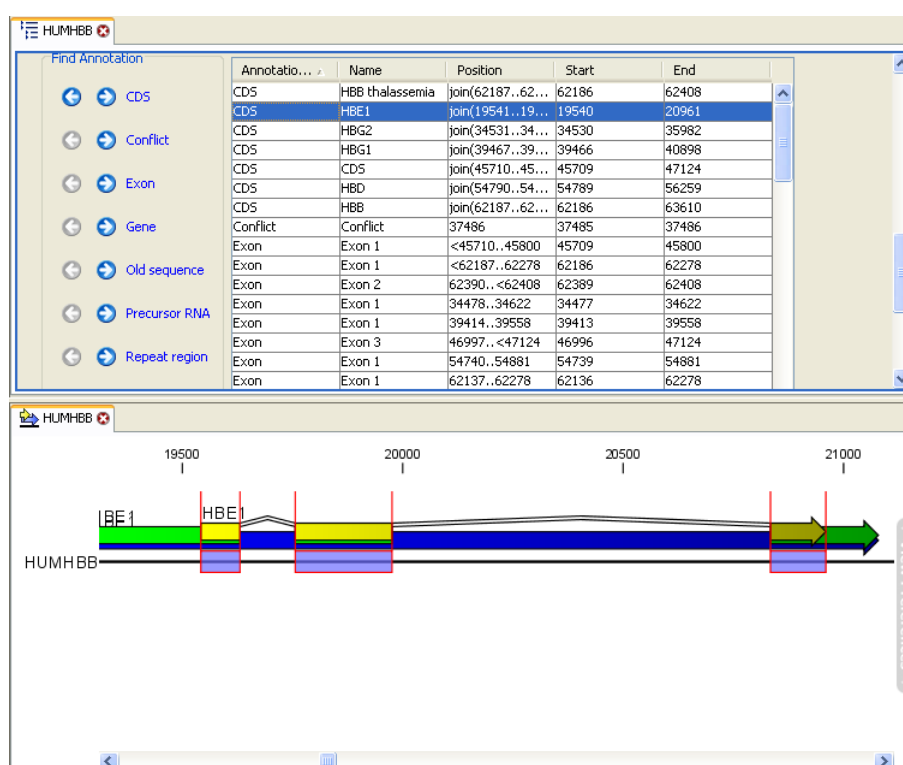 HUMHBB
Find Annotation
CDS
Conflict
Exon
Gene
Old sequence
Precursor RNA
Repeat region
Annotatio... Name Position Start End
CDS HBB thalassemia join(62187..62... 62186 62408
CDS HBE1 join(19541..19... 19540 20961
CDS HBG2 join(34531..34... 34530 35982
CDS HBG1 join(39467..39... 39466 40898
CDS CDS join(45710..45... 45709 47124
CDS HBD join(54790..54... 54789 56259
CDS HBB join(62187..62... 62186 63610
Conflict Conflict 37486 37485 37486
Exon Exon 1 <45710..45800 45709 45800
Exon Exon 1 <62187..62278 62186 62278
Exon Exon 2 62390..<62408 62389 62408
Exon Exon 1 34478..34622 34477 34622
Exon Exon 1 39414..39558 39413 39558
Exon Exon 3 46997..<47124 46996 47124
Exon Exon 1 54740..54881 54739 54881
Exon Exon 1 62137..62278 62136 62278
HUMHBB
19500 20000 20500 21000
HBE1
HUMHBB